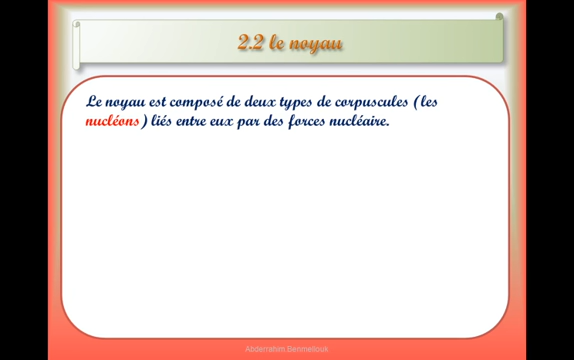 2.2 le noyau
Le noyau est composé de deux types de corpuscules (les
nucléons) liés entre eux par des forces nucléaire.
Abderrahim Benmellouk